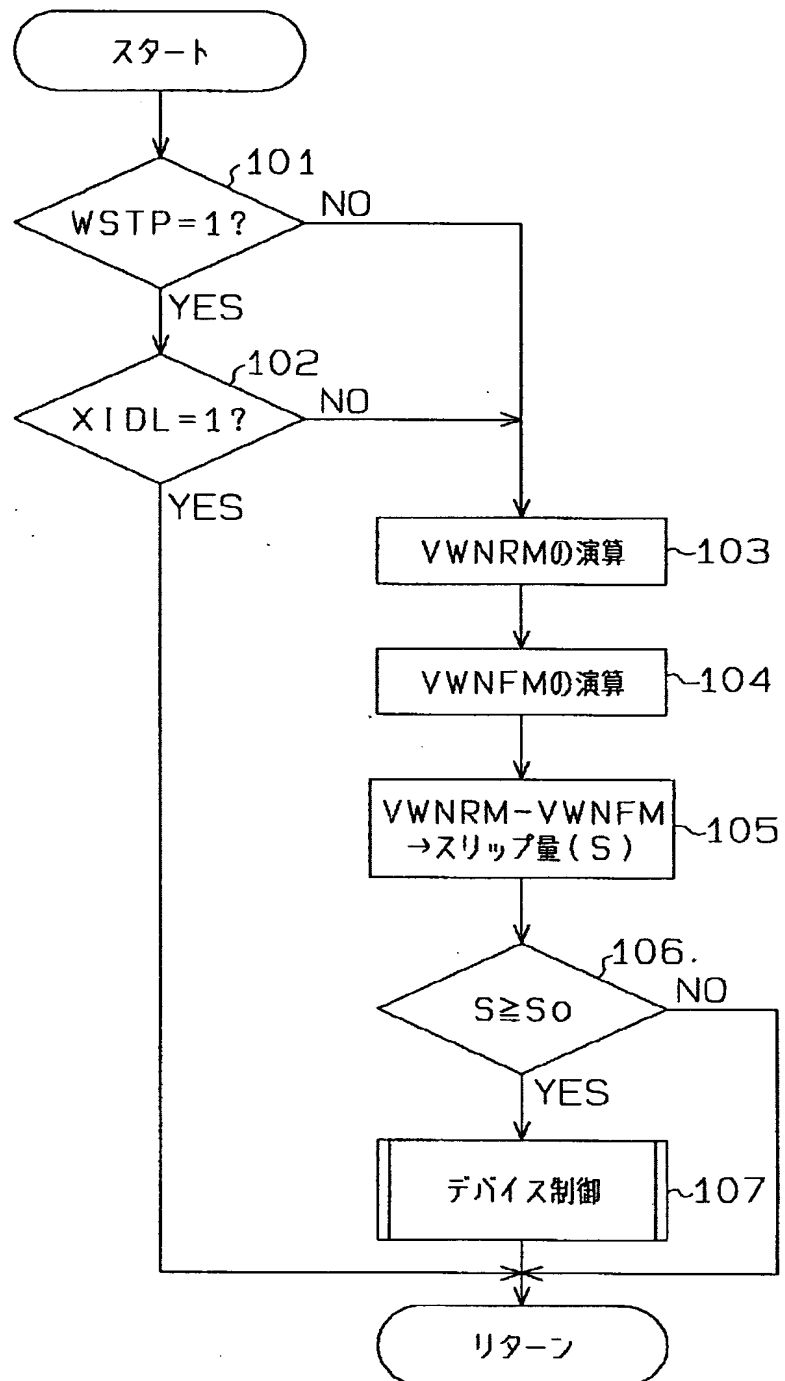 スタート
101
WSTP=1?
NO
YES
102
XIDL=1?
NO
YES
VWNRMの演算
103
VWNFMの演算
104
VWNRM-VWNFM
→スリップ量(S)
105
106.
S≧So
NO
YES
デバイス制御
107
リターン